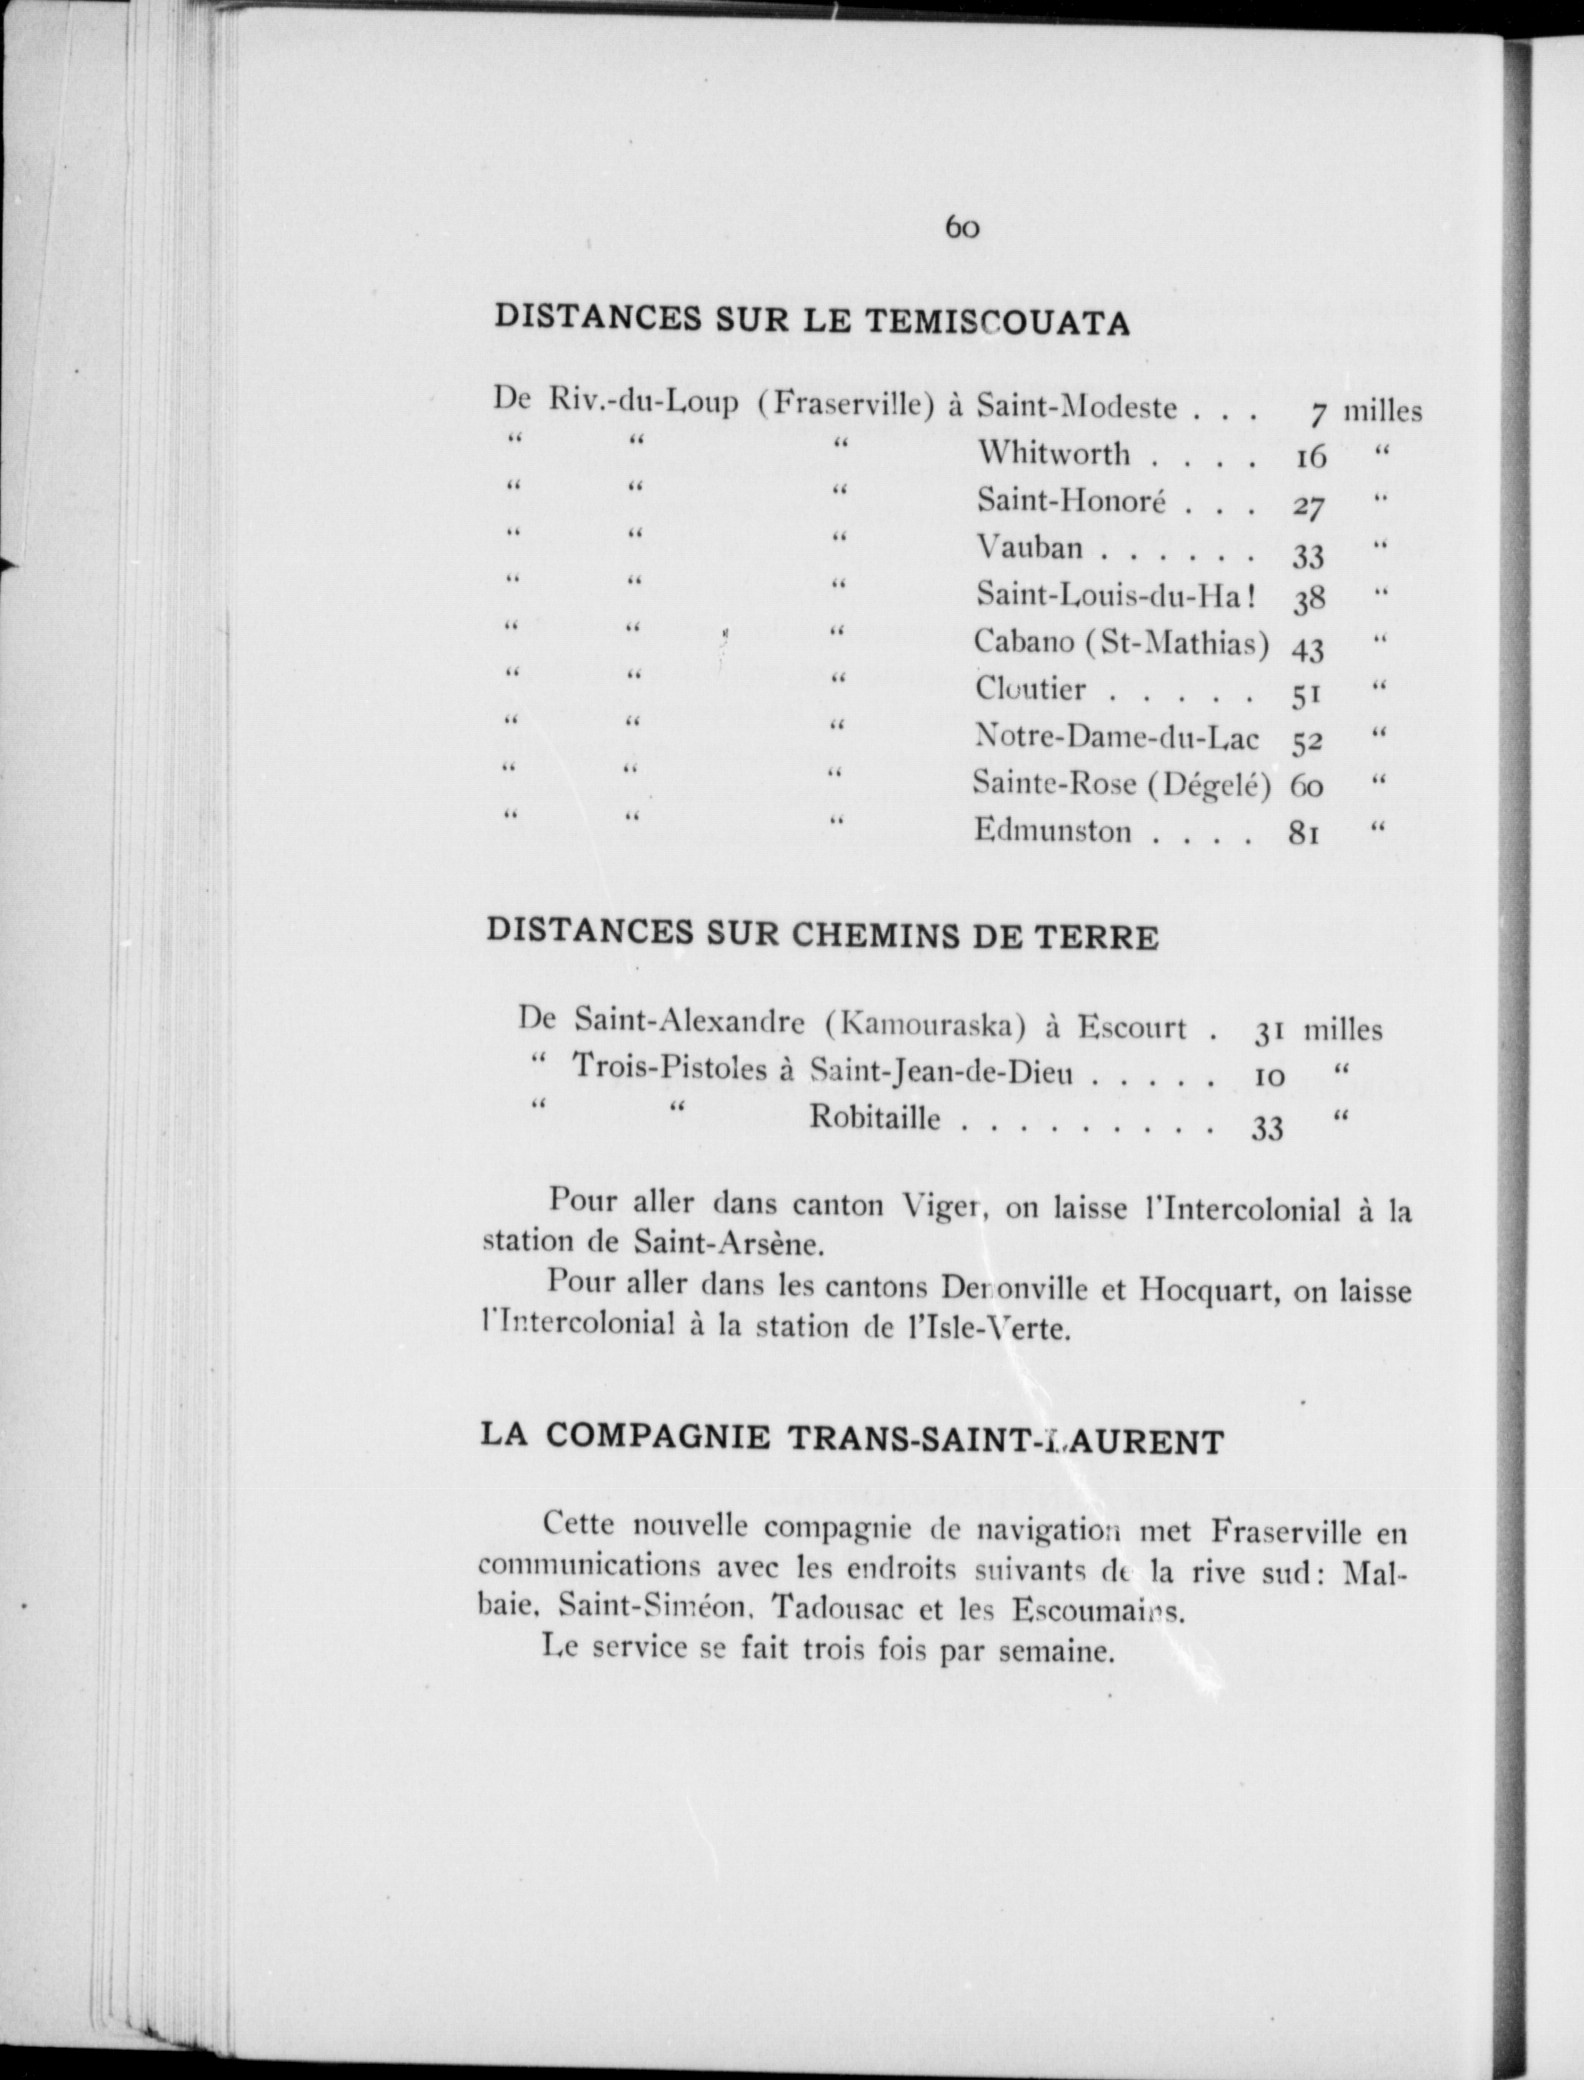 60
DISTANCES SUR LE TEMISCOUATA
De Riv.-du-Loup (Fraserville) à Saint-Modeste . . . 7 milles
“ “ “ Whitworth . . . . 16 “
“ “ “ Saint-Honoré . . . 27 “
“ “ “ Vauban . . . . . . 33 “
“ “ “ Saint-Louis-du-Ha! 38 “
“ “ “ Cabano (St-Mathias) 43 “
“ “ “ Cloutier . . . . . 51 “
“ “ “ Notre-Dame-du-Lac 52 “
“ “ “ Sainte-Rose (Dégelé) 60 “
“ “ “ Edmunston . . . . 81 “
DISTANCES SUR CHEMINS DE TERRE
De Saint-Alexandre (Kamouraska) à Escourt . 31 milles
“ Trois-Pistoles à Saint-Jean-de-Dieu . . . . . 10 “
“ “ Robitaille . . . . . . . . . 33 “
Pour aller dans canton Viger, on laisse l'Intercolonial à la
station de Saint-Arsène.
Pour aller dans les cantons Denonville et Hocquart, on laisse
l'Intercolonial à la station de l'Isle-Verte.
LA COMPAGNIE TRANS-SAINT-LAURENT
Cette nouvelle compagnie de navigation met Fraserville en
communications avec les endroits suivants de la rive sud: Mal-
baie, Saint-Siméon, Tadousac et les Escoumains.
Le service se fait trois fois par semaine.